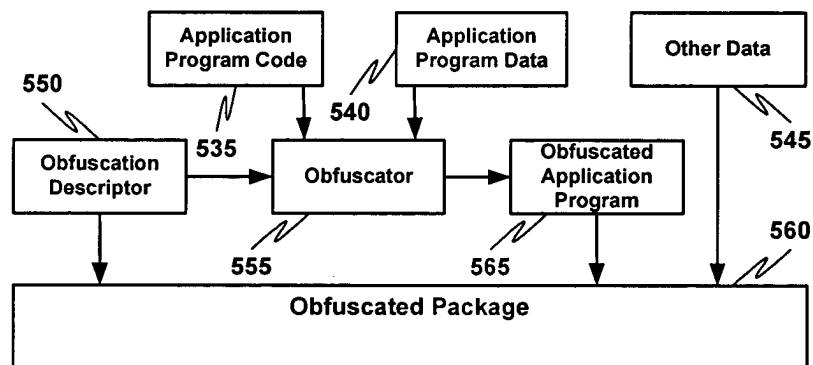 Application
Program Code
Application
Program Data
Other Data
550
535
540
545
Obfuscation
Descriptor
Obfuscator
Obfuscated
Application
Program
555
565
560
Obfuscated Package